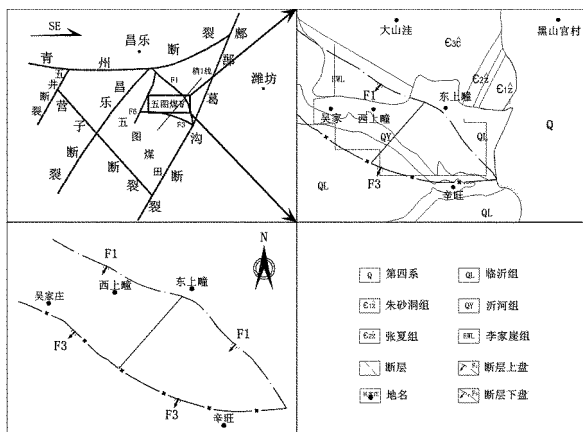 SE
昌乐
青州断裂
鄌郚葛沟断裂
潍坊
五井断裂
营子断裂
昌乐断裂
五图煤田
五图煤矿
F1
F6
F3
大山洼
黑山官村
Q
F1
东上疃
吴家
西上疃
QY
QL
F3
辛旺
QL
QL
N
F1
吴家庄
西上疃
东上疃
F1
F3
F3
辛旺
Q 第四系
QL 临沂组
朱砂洞组
QY 沂河组
张夏组
李家崖组
断层
断层上盘
地名
断层下盘